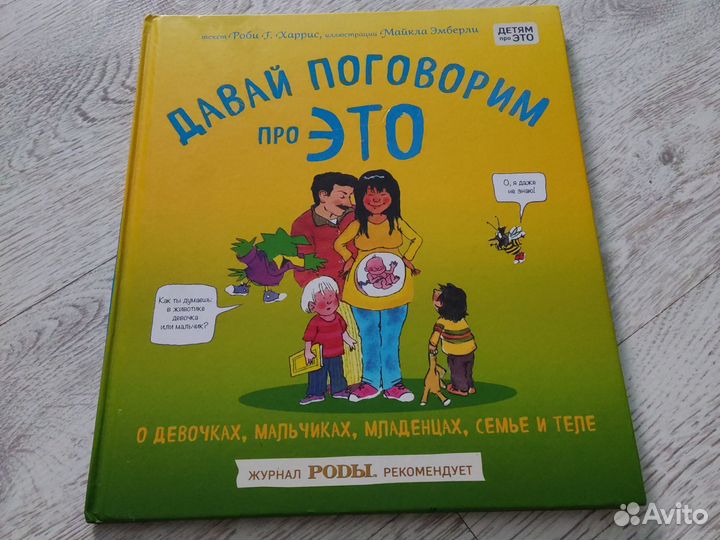 текст Роби Г. Харрис, иллюстрации Майкла Эмберли
ДЕТЯМ
про ЭТО
ДАВАЙ ПОГОВОРИМ
ПРО ЭТО
О, я даже
не знаю!
Как ты думаешь:
в животике
девочка
или мальчик?
О ДЕВОЧКАХ, МАЛЬЧИКАХ, МЛАДЕНЦАХ, СЕМЬЕ И ТЕЛЕ
ЖУРНАЛ РОДЫ. РЕКОМЕНДУЕТ
Avito